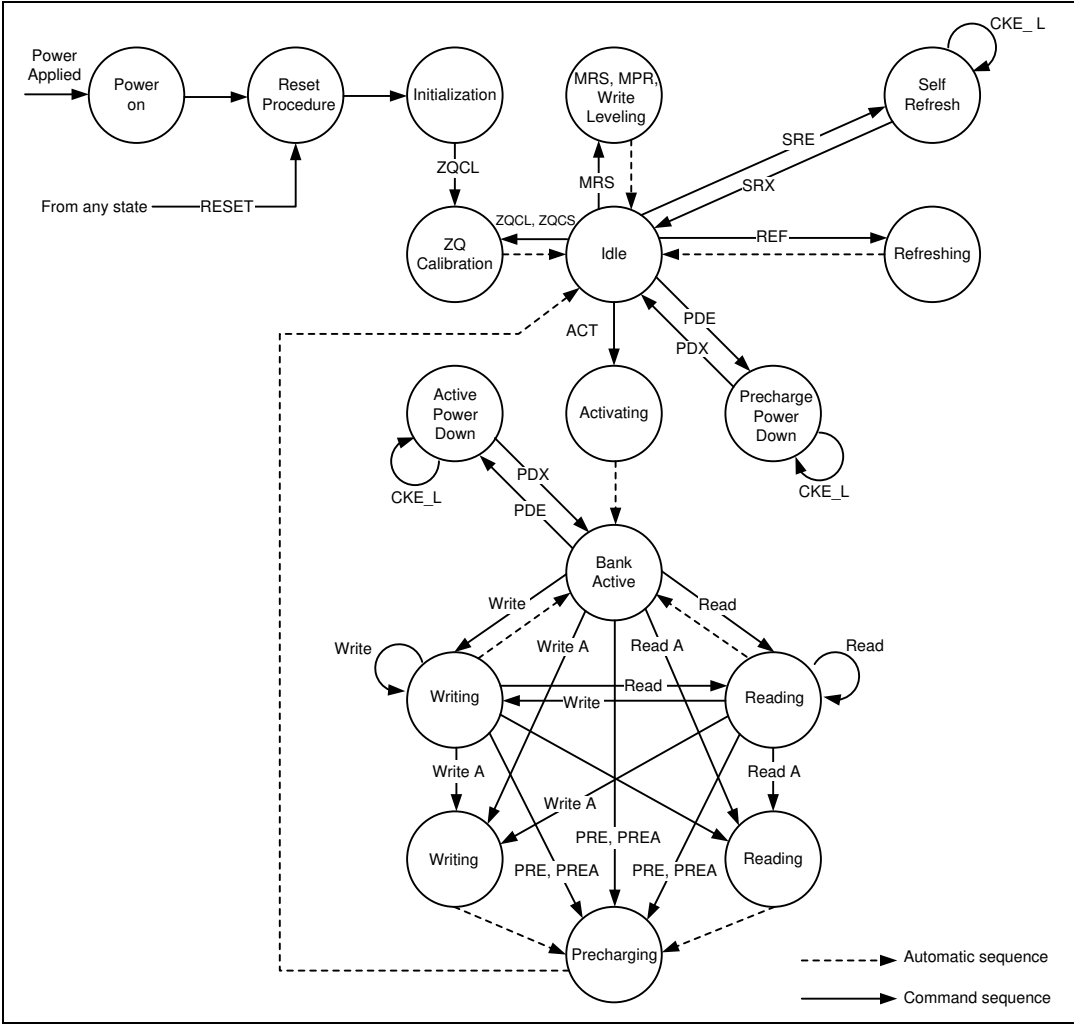 Power
Applied
Power
on
Reset
Procedure
Initialization
MRS, MPR,
Write
Leveling
CKE_ L
Self
Refresh
From any state
RESET
ZQCL
MRS
SRE
SRX
ZQCL, ZQCS
ZQ
Calibration
Idle
REF
Refreshing
ACT
PDE
PDX
Active
Power
Down
Activating
Precharge
Power
Down
CKE_L
CKE_L
PDX
PDE
Bank
Active
Write
Read
Write
Write A
Read A
Read
Writing
Read
Write
Reading
Write A
Read A
Write A
Writing
PRE, PREA
Reading
PRE, PREA
PRE, PREA
Precharging
Automatic sequence
Command sequence